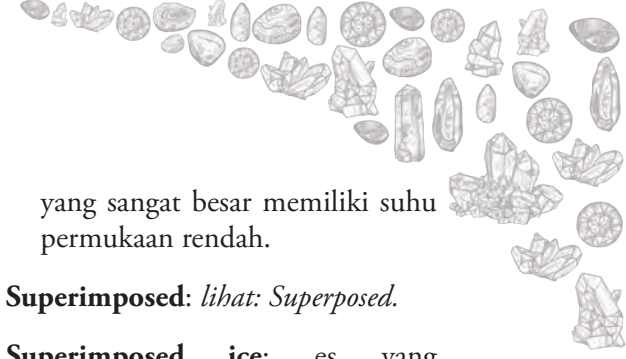 yang sangat besar memiliki suhu
permukaan rendah.
Superimposed: lihat: Superposed.
Superimposed ice: es yang